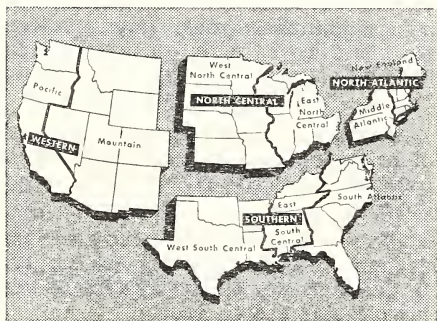 Pacific
WESTERN
Mountain
West
North Central
NORTH CENTRAL
East
North
Central
New England
NORTH ATLANTIC
Middle
Atlantic
West South Central
East
SOUTHERN
South
Central
South Atlantic